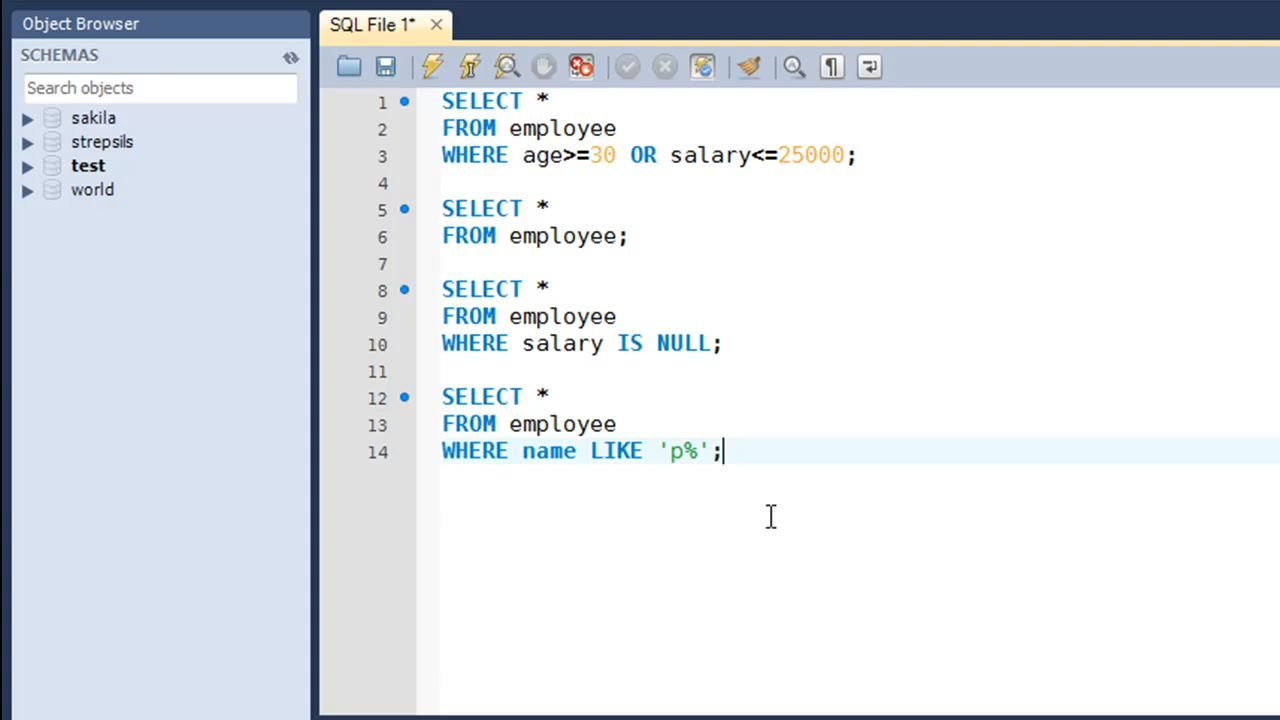 Object Browser
SCHEMAS
Search objects
sakila
strepsils
test
world
SQL File 1*
1 SELECT *
2 FROM employee
3 WHERE age>=30 OR salary<=25000;
4
5 SELECT *
6 FROM employee;
7
8 SELECT *
9 FROM employee
10 WHERE salary IS NULL;
11
12 SELECT *
13 FROM employee
14 WHERE name LIKE 'p%';